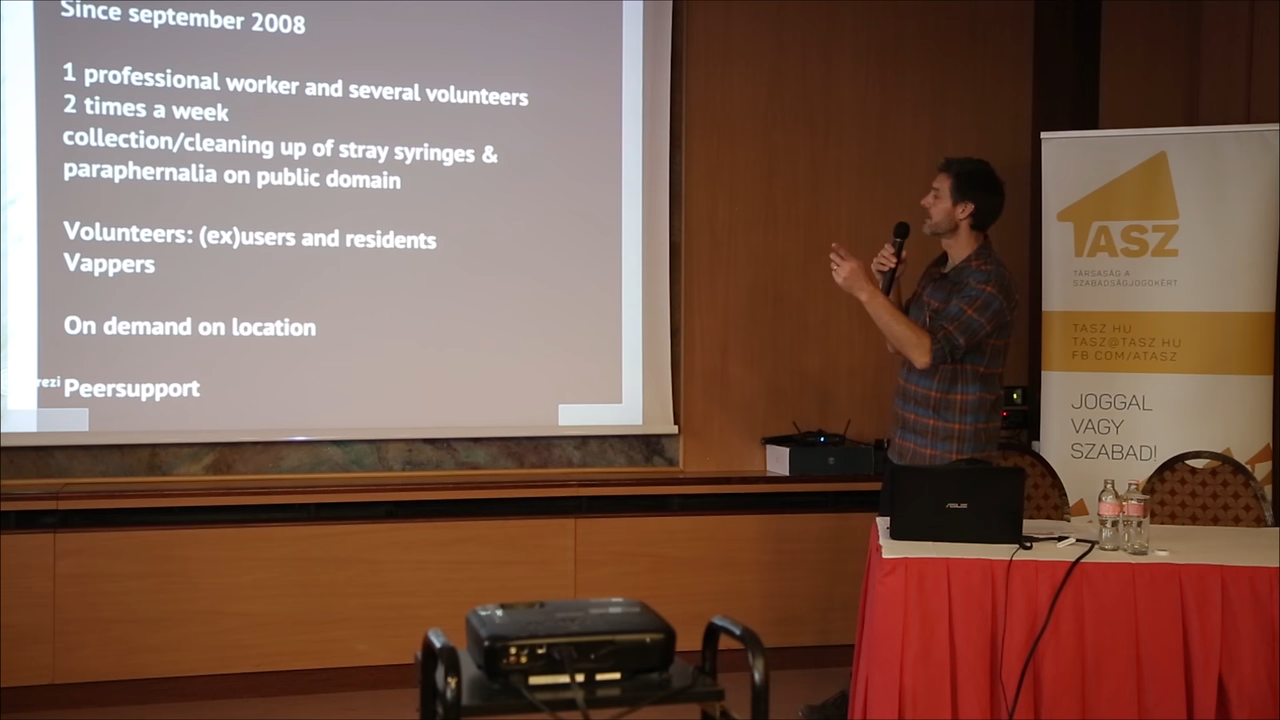 Since september 2008
1 professional worker and several volunteers
2 times a week
collection/cleaning up of stray syringes &
paraphernalia on public domain
Volunteers: (ex)users and residents
Vappers
On demand on location
rezi
Peersupport
TASZ
TÁRSASÁG A
SZABADSÁGJOGOKÉRT
TASZ.HU
TASZ@TASZ.HU
FB.COM/ATASZ
JOGGAL
VAGY
SZABAD!
ASUS